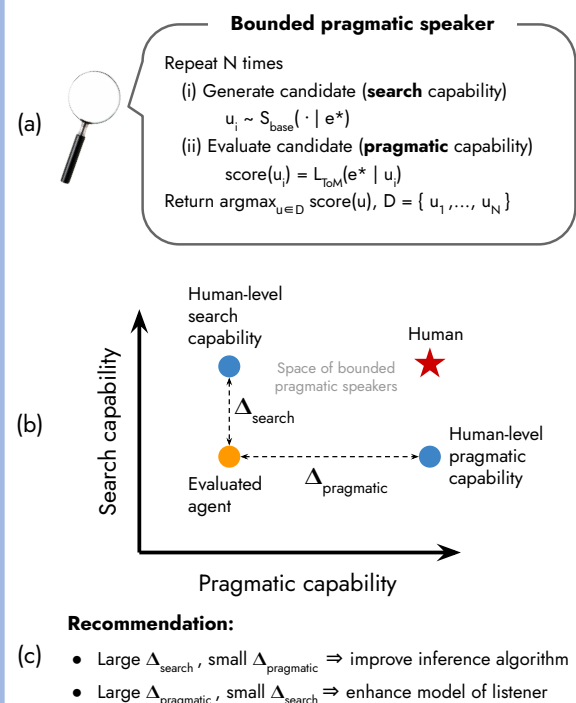 Bounded pragmatic speaker
(a)
Repeat N times
(i) Generate candidate (search capability)
u_i ~ S_base( · | e*)
(ii) Evaluate candidate (pragmatic capability)
score(u_i) = L_ToM(e* | u_i)
Return argmax_{u∈D} score(u), D = { u_1 ,…, u_N }
(b)
Search capability
Human-level
search
capability
Human
Space of bounded
pragmatic speakers
Δ_search
Human-level
pragmatic
capability
Δ_pragmatic
Evaluated
agent
Pragmatic capability
Recommendation:
(c)
● Large Δ_search , small Δ_pragmatic ⇒ improve inference algorithm
● Large Δ_pragmatic , small Δ_search ⇒ enhance model of listener